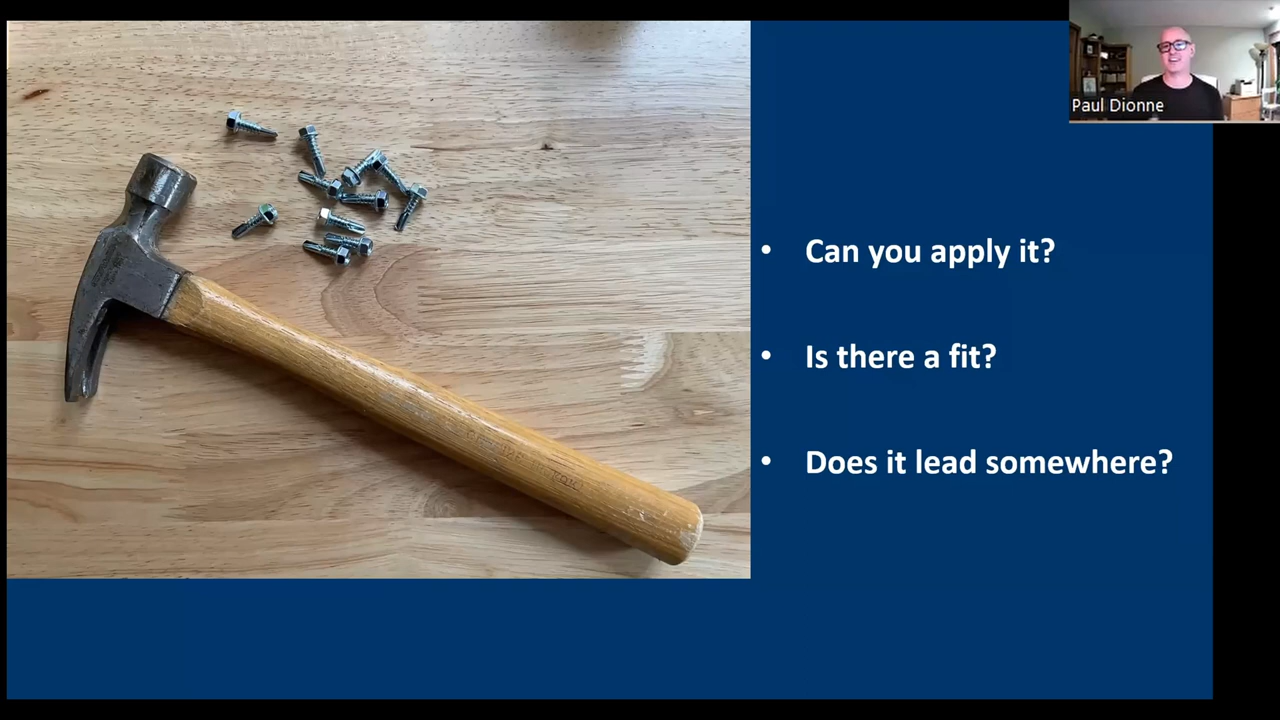 Paul Dionne
• Can you apply it?
• Is there a fit?
• Does it lead somewhere?